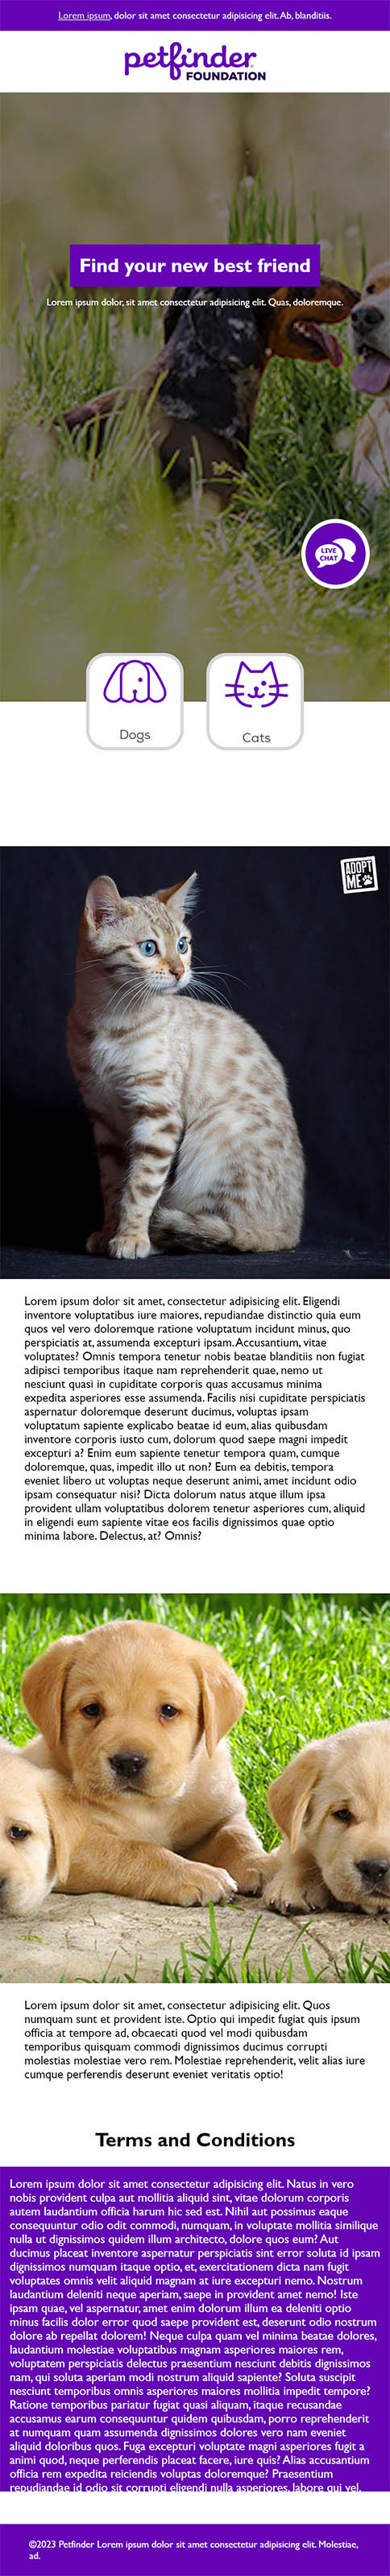 Lorem ipsum, dolor sit amet consectetur adipisicing elit. Ab, blanditiis.
petfinder
FOUNDATION
Find your new best friend
Lorem ipsum dolor, sit amet consectetur adipisicing elit. Quas, doloremque.
LIVE
CHAT
Dogs
Cats
ADOPT
ME
Lorem ipsum dolor sit amet, consectetur adipisicing elit. Eligendi
inventore voluptatibus iure maiores, repudiandae distinctio quia eum
quos vel vero doloremque ratione voluptatum incidunt minus, quo
perspiciatis at, assumenda excepturi ipsam. Accusantium, vitae
voluptates? Omnis tempora tenetur nobis beatae blanditiis non fugiat
adipisci temporibus itaque nam reprehenderit quae, nemo ut
nesciunt quasi in cupiditate corporis quas accusamus minima
expedita asperiores esse assumenda. Facilis nisi cupiditate perspiciatis
aspernatur doloremque deserunt ducimus, voluptas ipsam
voluptatum sapiente explicabo beatae id eum, alias quibusdam
inventore corporis iusto cum, dolorum quod saepe magni impedit
excepturi a? Enim eum sapiente tenetur tempora quam, cumque
doloremque, quas, impedit illo ut non? Eum ea debitis, tempora
eveniet libero ut voluptas neque deserunt animi, amet incidunt odio
ipsam consequatur nisi? Dicta dolorum natus atque illum ipsa
provident ullam voluptatibus dolorem tenetur asperiores cum, aliquid
in eligendi eum sapiente vitae eos facilis dignissimos quae optio
minima labore. Delectus, at? Omnis?
Lorem ipsum dolor sit amet, consectetur adipisicing elit. Quos
numquam sunt et provident iste. Optio qui impedit fugiat quis ipsum
officia at tempore ad, obcaecati quod vel modi quibusdam
temporibus quisquam commodi dignissimos ducimus corrupti
molestias molestiae vero rem. Molestiae reprehenderit, velit alias iure
cumque perferendis deserunt eveniet veritatis optio!
Terms and Conditions
Lorem ipsum dolor sit amet consectetur adipisicing elit. Natus in vero
nobis provident culpa aut mollitia aliquid sint, vitae dolorum corporis
autem laudantium officia harum hic sed est. Nihil aut possimus eaque
consequuntur odio odit commodi, numquam, in voluptate mollitia similique
nulla ut dignissimos quidem illum architecto, dolore quos eum? Aut
ducimus placeat inventore aspernatur perspiciatis sint error soluta id ipsam
dignissimos numquam itaque optio, et, exercitationem dicta nam fugit
voluptates omnis velit aliquid magnam at iure excepturi nemo. Nostrum
laudantium deleniti neque aperiam, saepe in provident amet nemo! Iste
ipsam quae, vel aspernatur, amet enim dolorum illum ea deleniti optio
minus facilis dolor error quod saepe provident est, deserunt odio nostrum
dolore ab repellat dolorem! Neque culpa quam vel minima beatae dolores,
laudantium molestiae voluptatibus magnam asperiores maiores rem,
voluptatem perspiciatis delectus praesentium nesciunt debitis dignissimos
nam, qui soluta aperiam modi nostrum aliquid sapiente? Soluta suscipit
nesciunt temporibus omnis asperiores maiores mollitia impedit tempore?
Ratione temporibus pariatur fugiat quasi aliquam, itaque recusandae
accusamus earum consequuntur quidem quibusdam, porro reprehenderit
at numquam quam assumenda dignissimos dolores vero nam eveniet
aliquid doloribus quos. Fuga excepturi voluptate magni asperiores fugit a
animi quod, neque perferendis placeat facere, iure quis? Alias accusantium
officia rem expedita reiciendis voluptas doloremque? Praesentium
repudiandae id odio sit corrupti eligendi nulla asperiores, labore qui vel,
©2023 Petfinder Lorem ipsum dolor sit amet consectetur adipisicing elit. Molestiae,
ad.